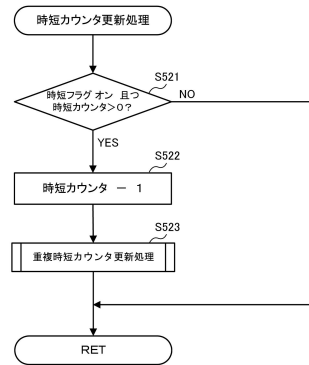 時短カウンタ更新処理
S521
時短フラグ オン 且つ
時短カウンタ>0?
NO
YES
S522
時短カウンタ － 1
S523
重複時短カウンタ更新処理
RET